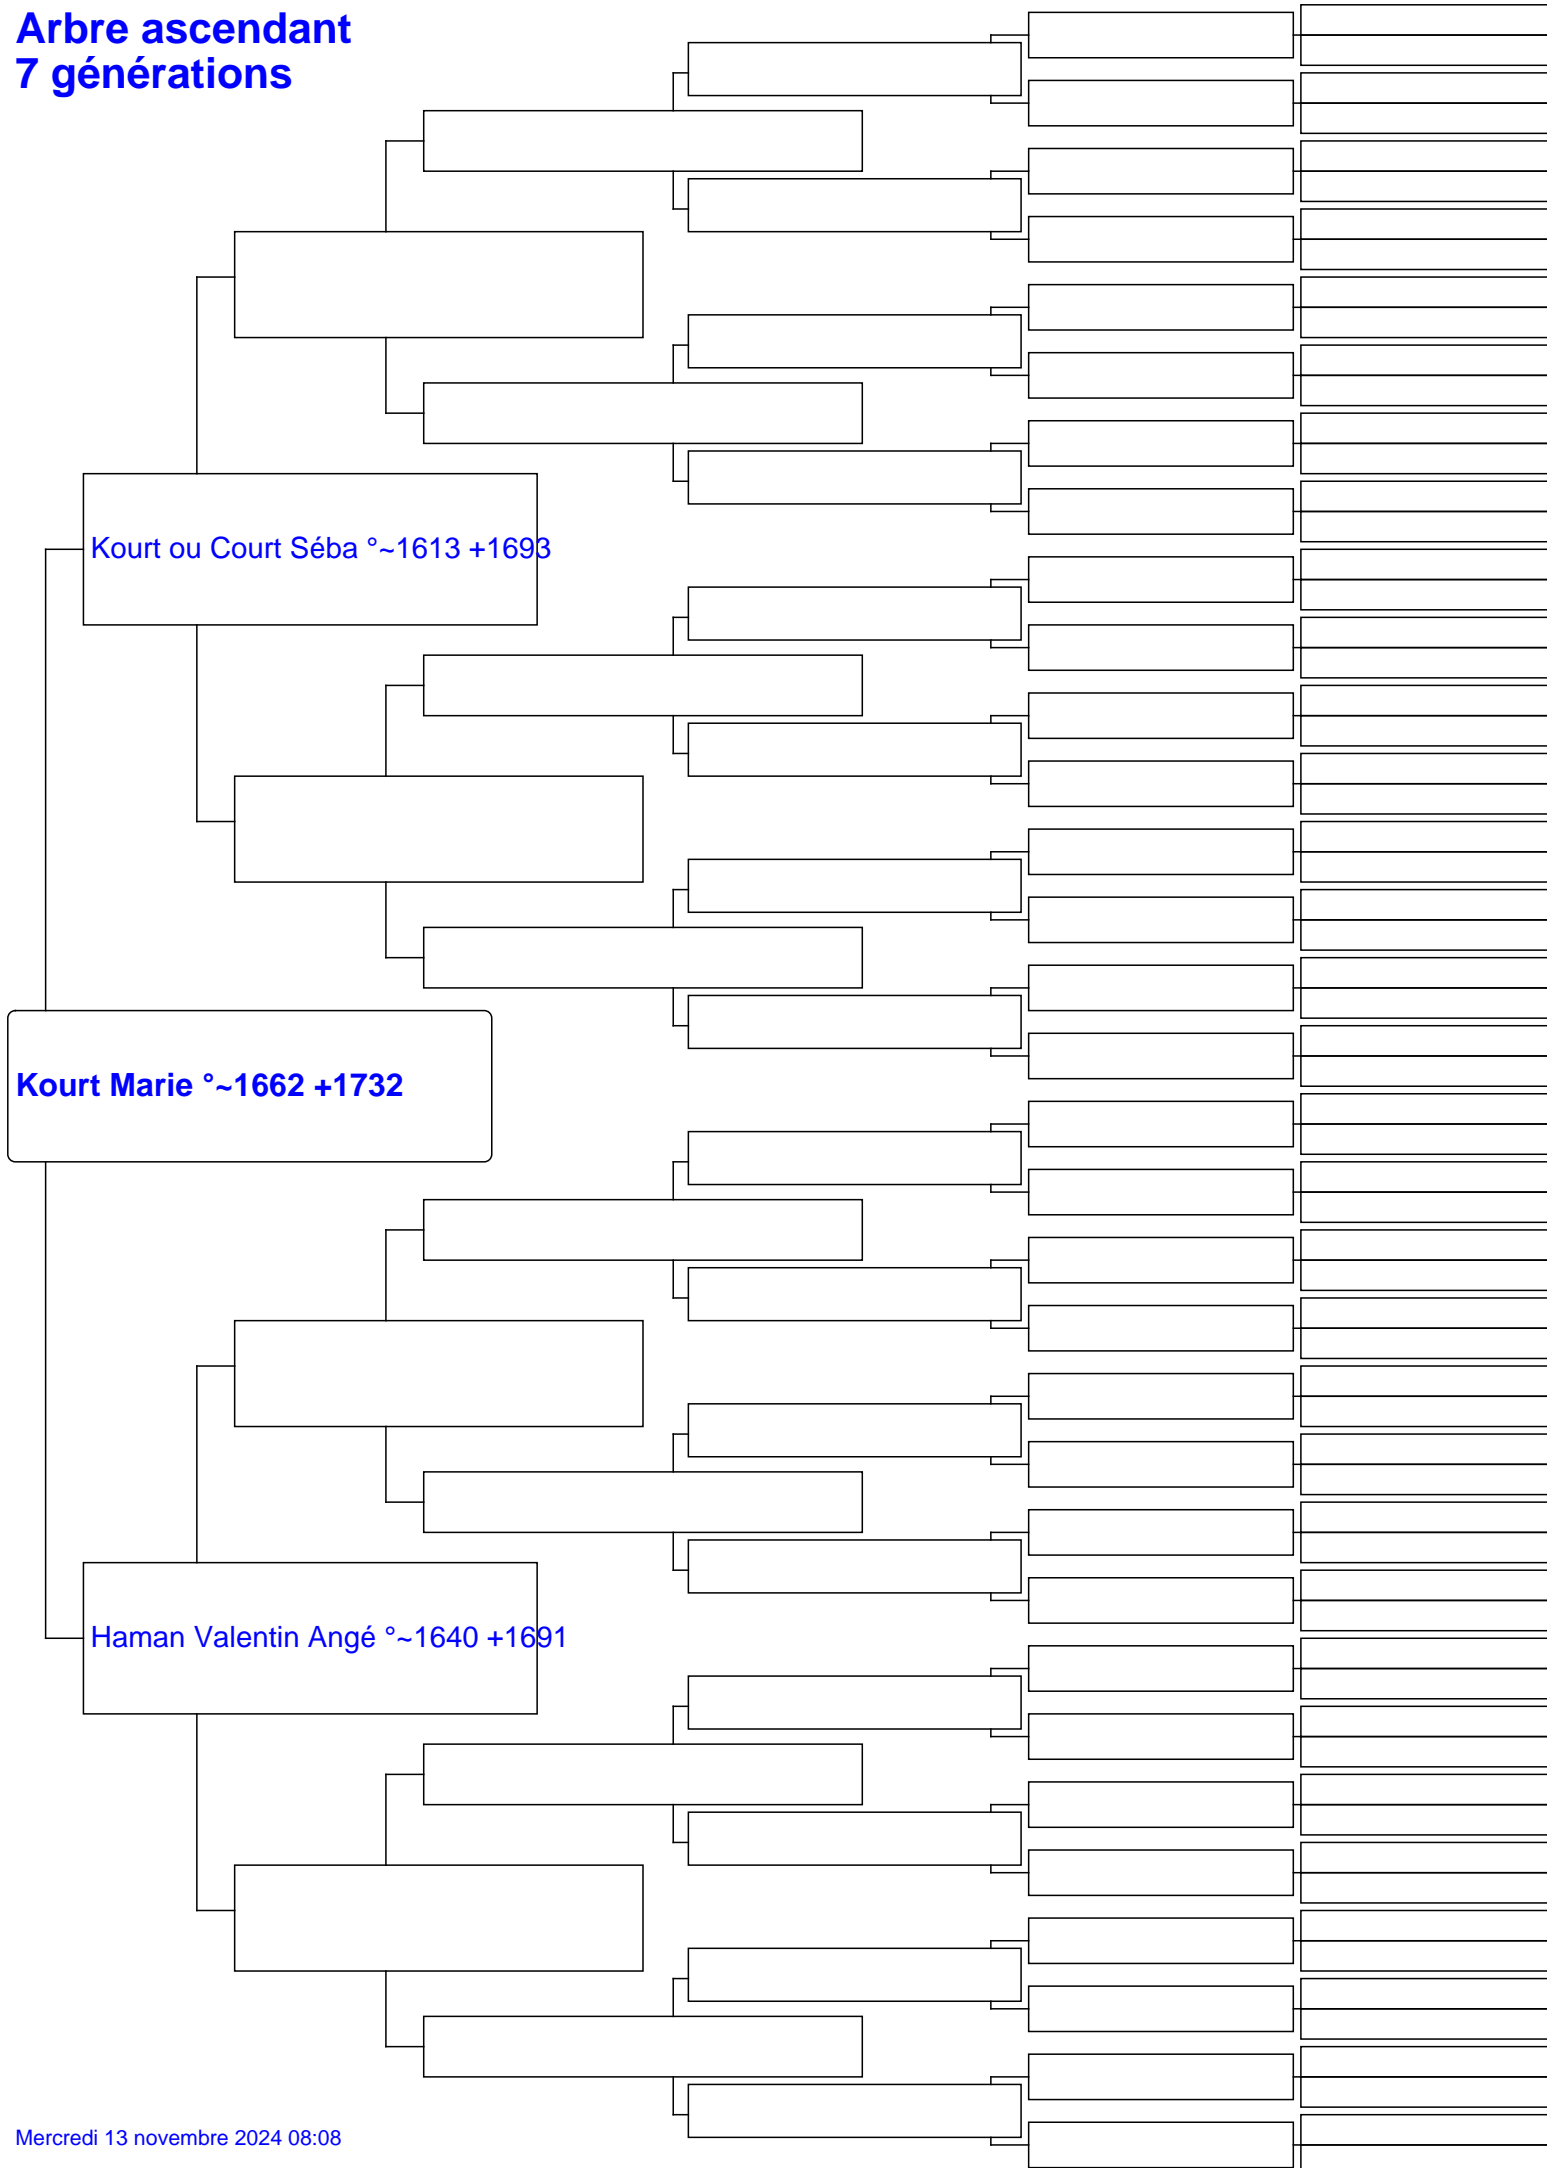 Arbre ascendant
7 générations
Kourt ou Court Séba °~1613 +1693
Kourt Marie °~1662 +1732
Haman Valentin Angé °~1640 +1691
Mercredi 13 novembre 2024 08:08